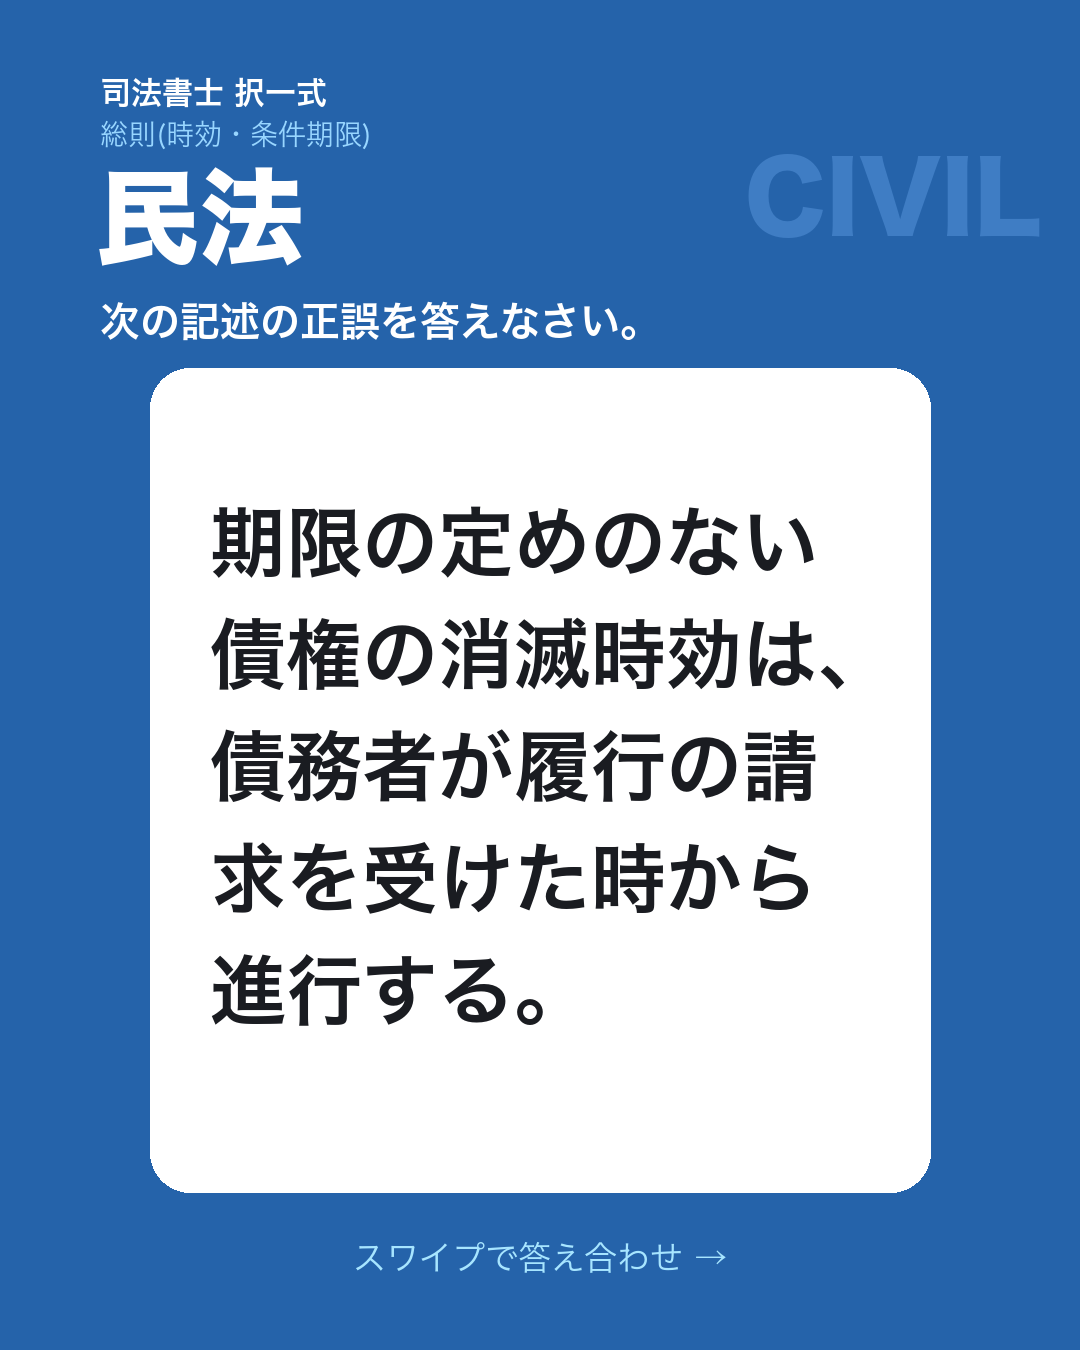 司法書士 択一式
総則(時効・条件期限)
民法
CIVIL
次の記述の正誤を答えなさい。
期限の定めのない
債権の消滅時効は、
債務者が履行の請
求を受けた時から
進行する。
スワイプで答え合わせ →